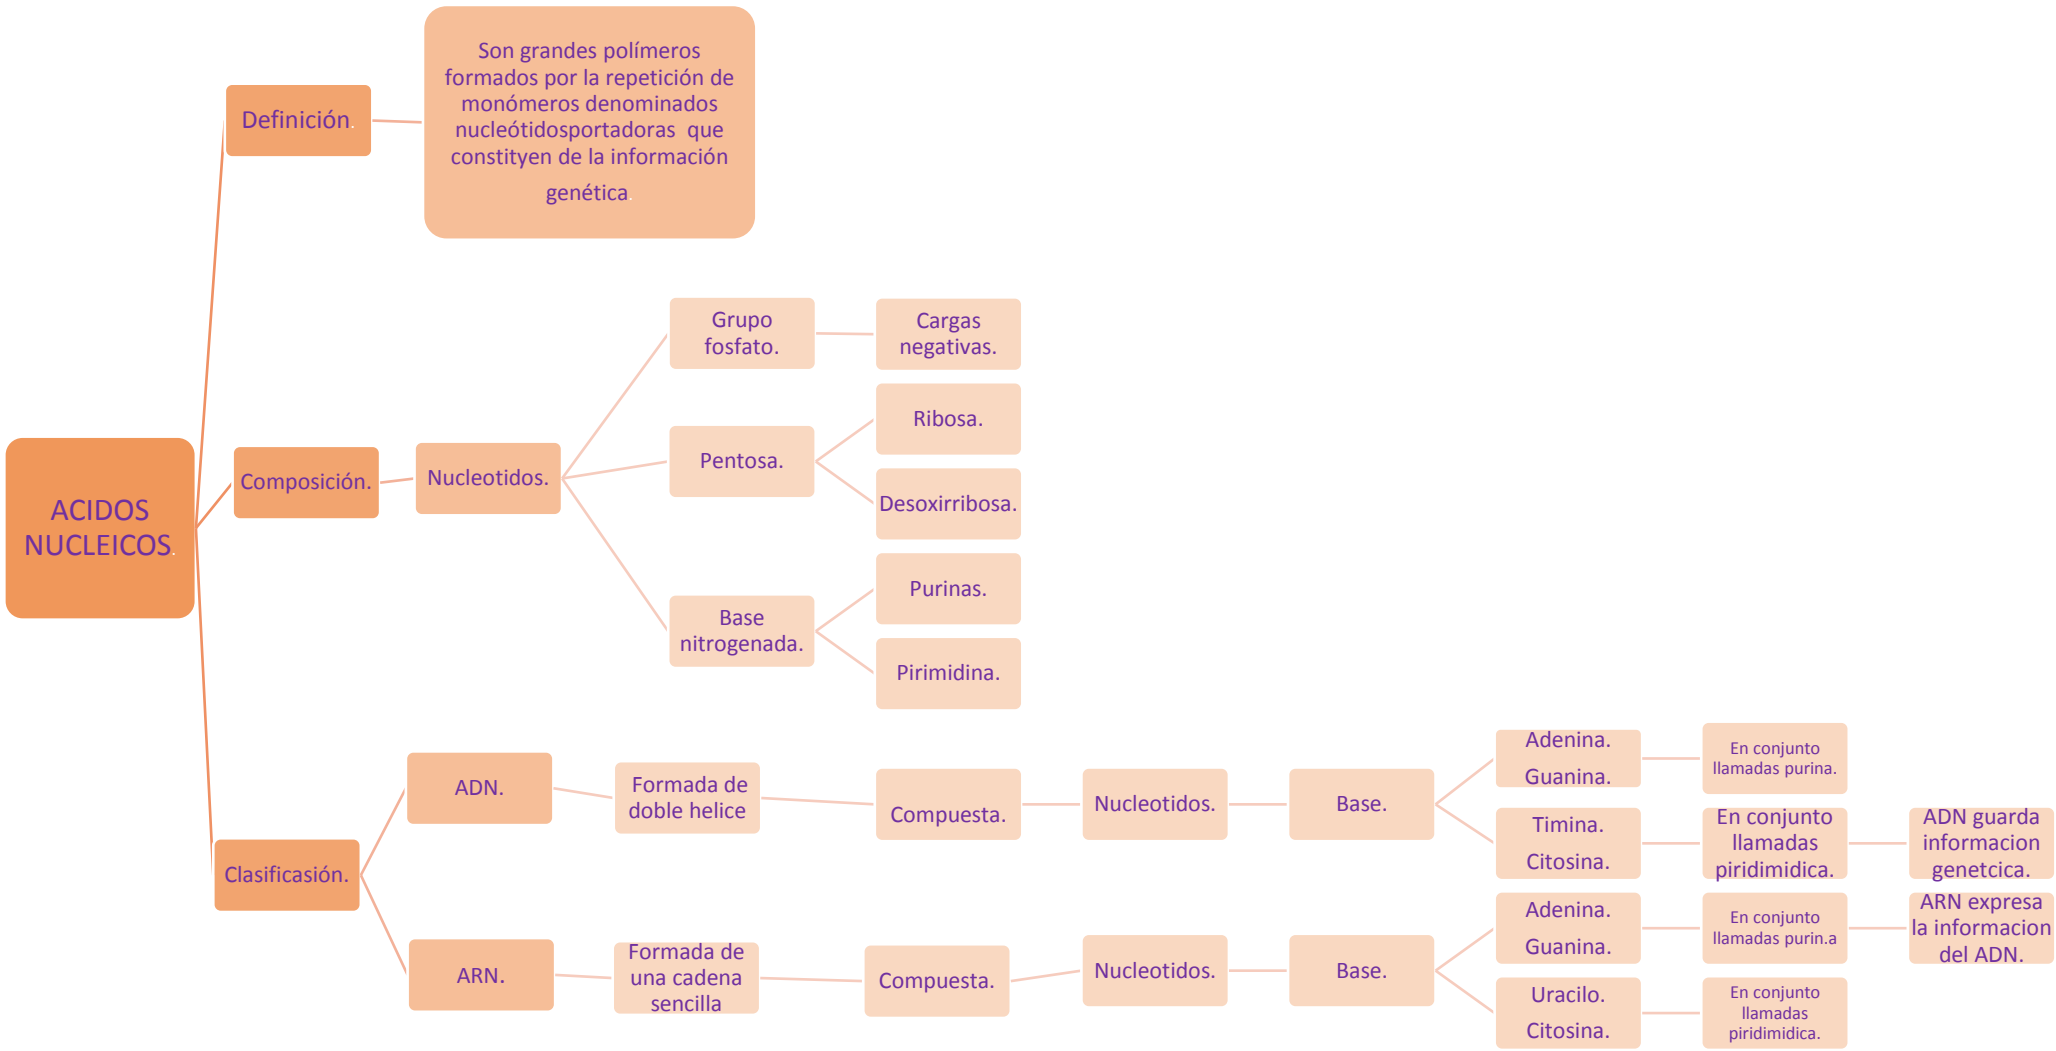 ACIDOS
NUCLEICOS.
Definición.
Son grandes polímeros
formados por la repetición de
monómeros denominados
nucleótidosportadoras que
constityen de la información
genética.
Composición.
Nucleotidos.
Grupo
fosfato.
Cargas
negativas.
Pentosa.
Ribosa.
Desoxirribosa.
Base
nitrogenada.
Purinas.
Pirimidina.
Clasificasión.
ADN.
Formada de
doble helice
Compuesta.
Nucleotidos.
Base.
Adenina.
Guanina.
En conjunto
llamadas purina.
Timina.
Citosina.
En conjunto
llamadas
piridimidica.
ADN guarda
informacion
genetcica.
ARN.
Formada de
una cadena
sencilla
Compuesta.
Nucleotidos.
Base.
Adenina.
Guanina.
En conjunto
llamadas purin.a
ARN expresa
la informacion
del ADN.
Uracilo.
Citosina.
En conjunto
llamadas
piridimidica.